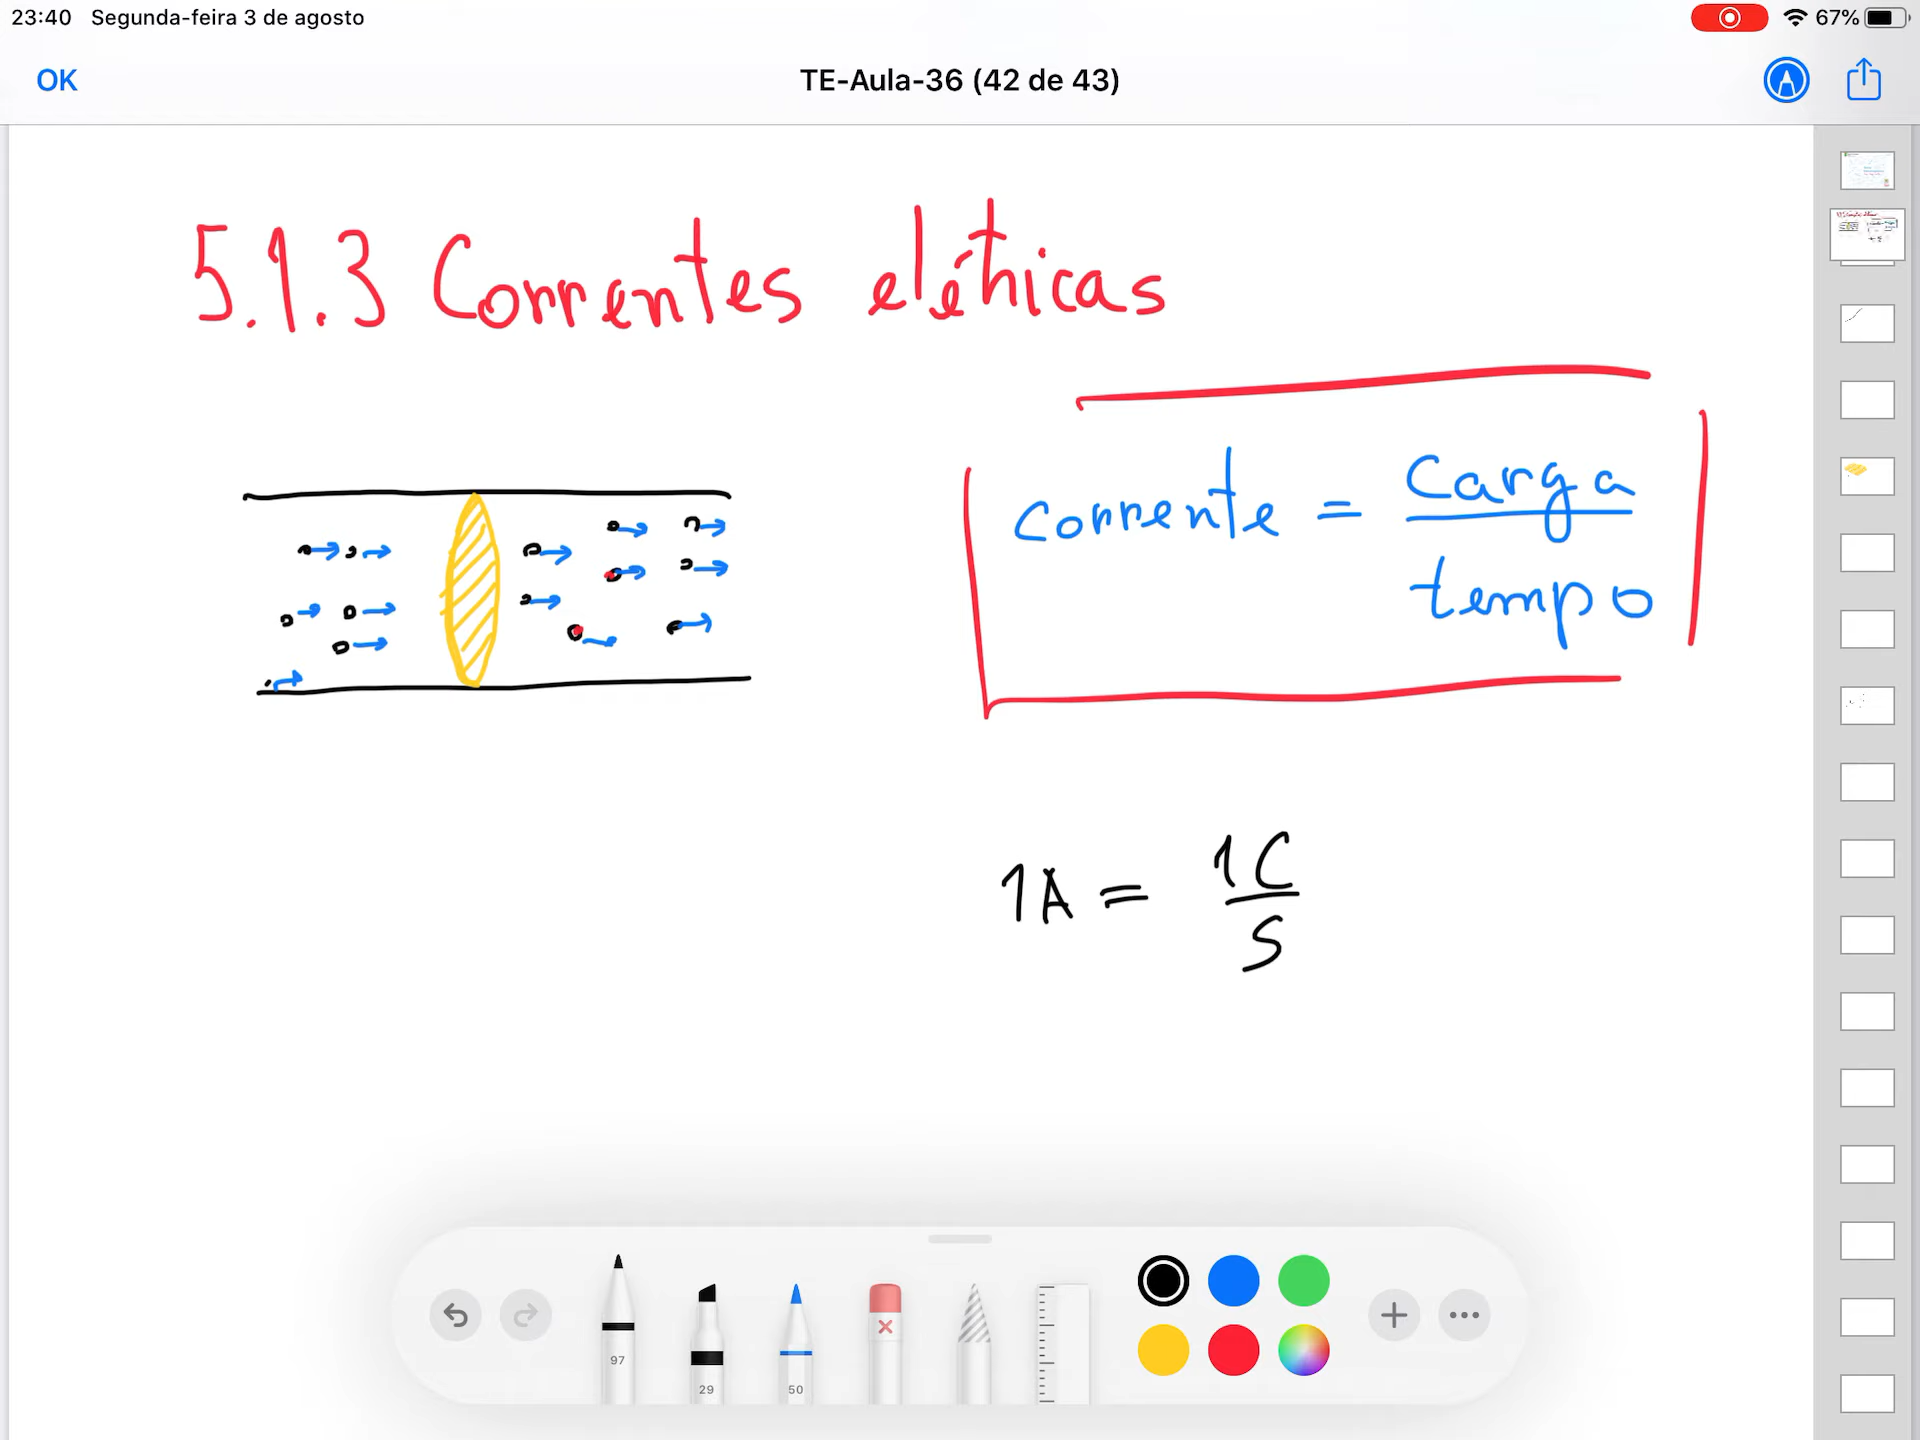 23:40 Segunda-feira 3 de agosto 67%
OK TE-Aula-36 (42 de 43)
5.1.3 Correntes elétricas
corrente = Carga
tempo
1A = 1C
S
97 29 50